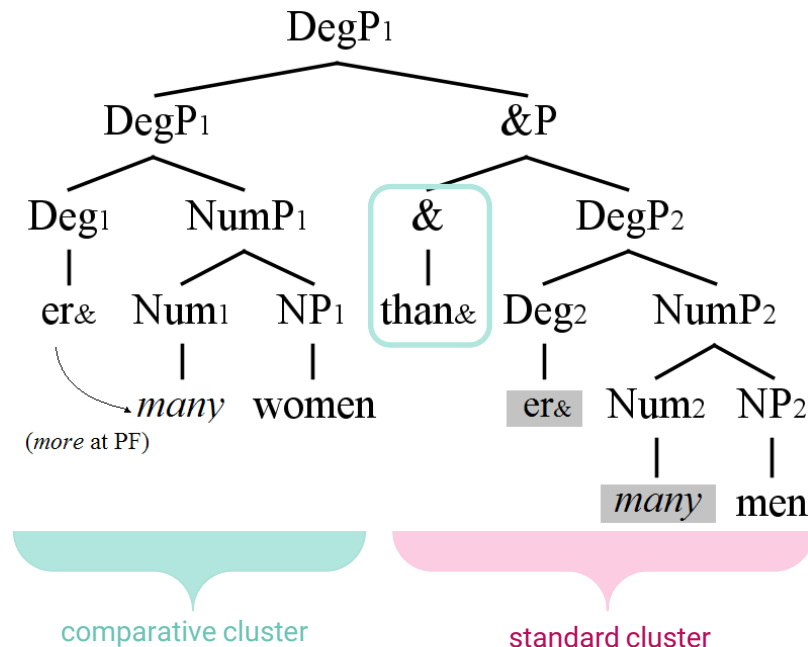 DegP1
DegP1 &P
Deg1 NumP1 & DegP2
er& Num1 NP1 than& Deg2 NumP2
many women er& Num2 NP2
(more at PF)
many men
comparative cluster standard cluster